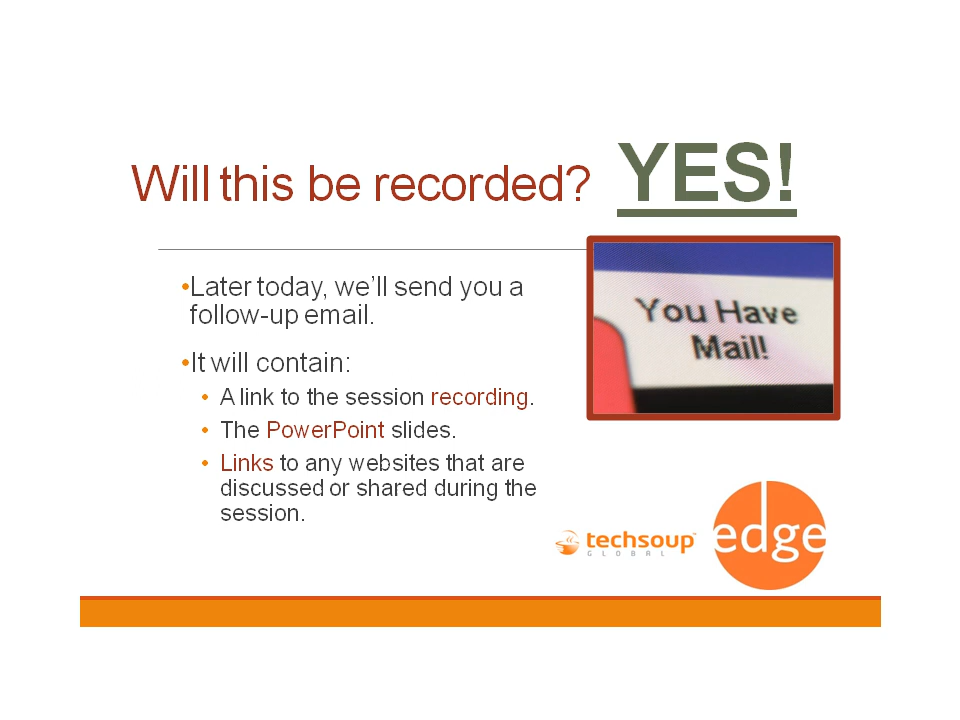 Will this be recorded? YES!
•Later today, we’ll send you a
follow-up email.
•It will contain:
• A link to the session recording.
• The PowerPoint slides.
• Links to any websites that are
discussed or shared during the
session.
You Have
Mail!
techsoup™
GLOBAL
edge